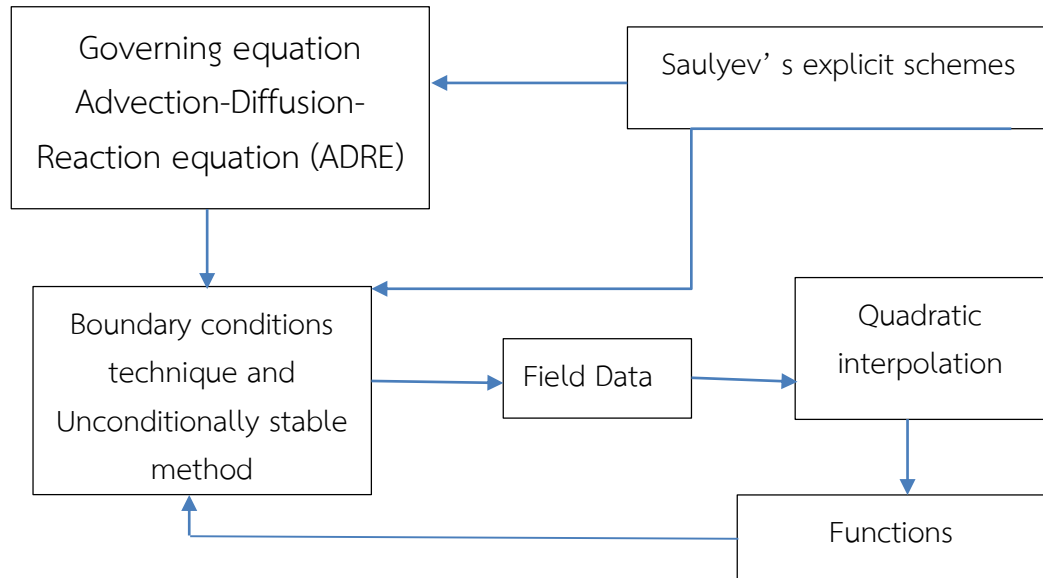 Governing equation
Advection-Diffusion-
Reaction equation (ADRE)
Saulyev’ s explicit schemes
Boundary conditions
technique and
Unconditionally stable
method
Field Data
Quadratic
interpolation
Functions